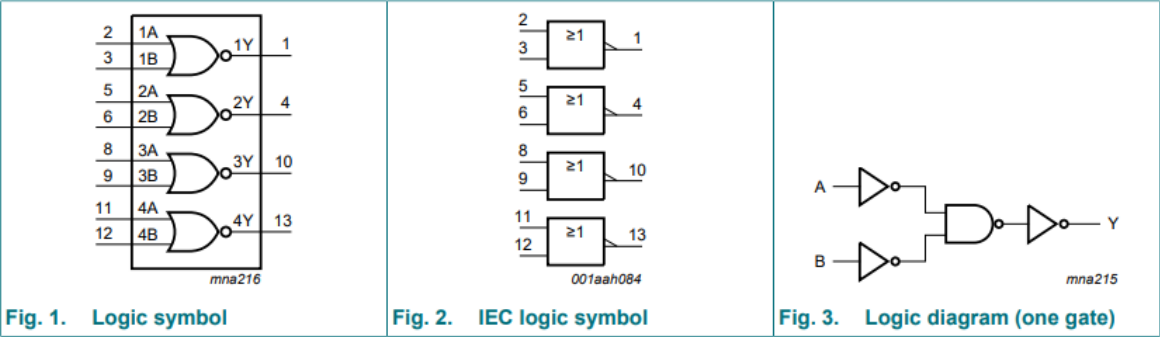 2 1A 1Y 1
3 1B
5 2A 2Y 4
6 2B
8 3A 3Y 10
9 3B
11 4A 4Y 13
12 4B
mna216
Fig. 1. Logic symbol
2 ≥1 1
3
5 ≥1 4
6
8 ≥1 10
9
11 ≥1 13
12
001aah084
Fig. 2. IEC logic symbol
A
Y
B
mna215
Fig. 3. Logic diagram (one gate)